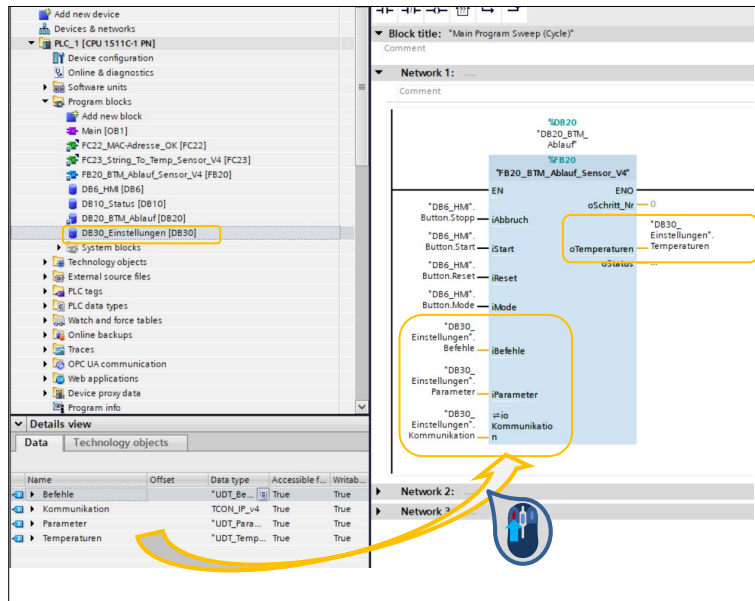 Add new device
Devices & networks
PLC_1 [CPU 1511C-1 PN]
Device configuration
Online & diagnostics
Software units
Program blocks
Add new block
Main [OB1]
FC22_MAC-Adresse_OK [FC22]
FC23_String_To_Temp_Sensor_V4 [FC23]
FB20_BTM_Ablauf_Sensor_V4 [FB20]
DB6_HMI [DB6]
DB10_Status [DB10]
DB20_BTM_Ablauf [DB20]
DB30_Einstellungen [DB30]
System blocks
Technology objects
External source files
PLC tags
PLC data types
Watch and force tables
Online backups
Traces
OPC UA communication
Web applications
Device proxy data
Program info
Details view
Data
Technology objects
Name Offset Data type Accessible f... Writab...
Befehle "UDT_Be... True True
Kommunikation TCON_IP_v4 True True
Parameter "UDT_Para... True True
Temperaturen "UDT_Temp... True True
Block title: "Main Program Sweep (Cycle)"
Comment
Network 1: .....
Comment
%DB20
"DB20_BTM_
Ablauf"
%FB20
"FB20_BTM_Ablauf_Sensor_V4"
EN
ENO
oSchritt_Nr
0
"DB6_HMI".
Button.Stopp
iAbbruch
"DB30_
Einstellungen".
Temperaturen
oTemperaturen
oStatus
...
"DB6_HMI".
Button.Start
iStart
"DB6_HMI".
Button.Reset
iReset
"DB6_HMI".
Button.Mode
iMode
"DB30_
Einstellungen".
Befehle
iBefehle
"DB30_
Einstellungen".
Parameter
iParameter
"DB30_
Einstellungen".
Kommunikation
io
Kommunikatio
n
Network 2:
Network 3